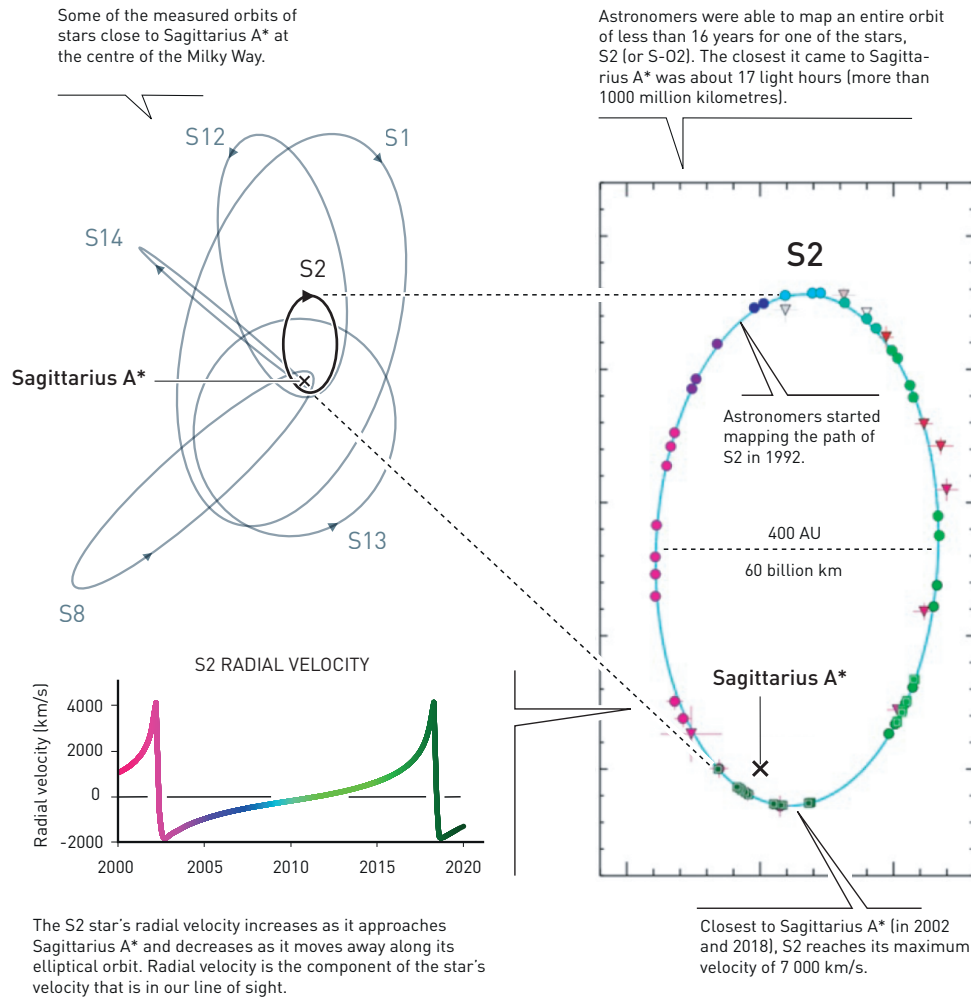 Some of the measured orbits of
stars close to Sagittarius A* at
the centre of the Milky Way.
Astronomers were able to map an entire orbit
of less than 16 years for one of the stars,
S2 (or S-O2). The closest it came to Sagitta-
rius A* was about 17 light hours (more than
1000 million kilometres).
S12
S1
S14
S2
Sagittarius A*
S13
S8
S2
Astronomers started
mapping the path of
S2 in 1992.
400 AU
60 billion km
Sagittarius A*
S2 RADIAL VELOCITY
Radial velocity (km/s)
4000
2000
0
-2000
2000
2005
2010
2015
2020
The S2 star’s radial velocity increases as it approaches
Sagittarius A* and decreases as it moves away along its
elliptical orbit. Radial velocity is the component of the star’s
velocity that is in our line of sight.
Closest to Sagittarius A* (in 2002
and 2018), S2 reaches its maximum
velocity of 7 000 km/s.